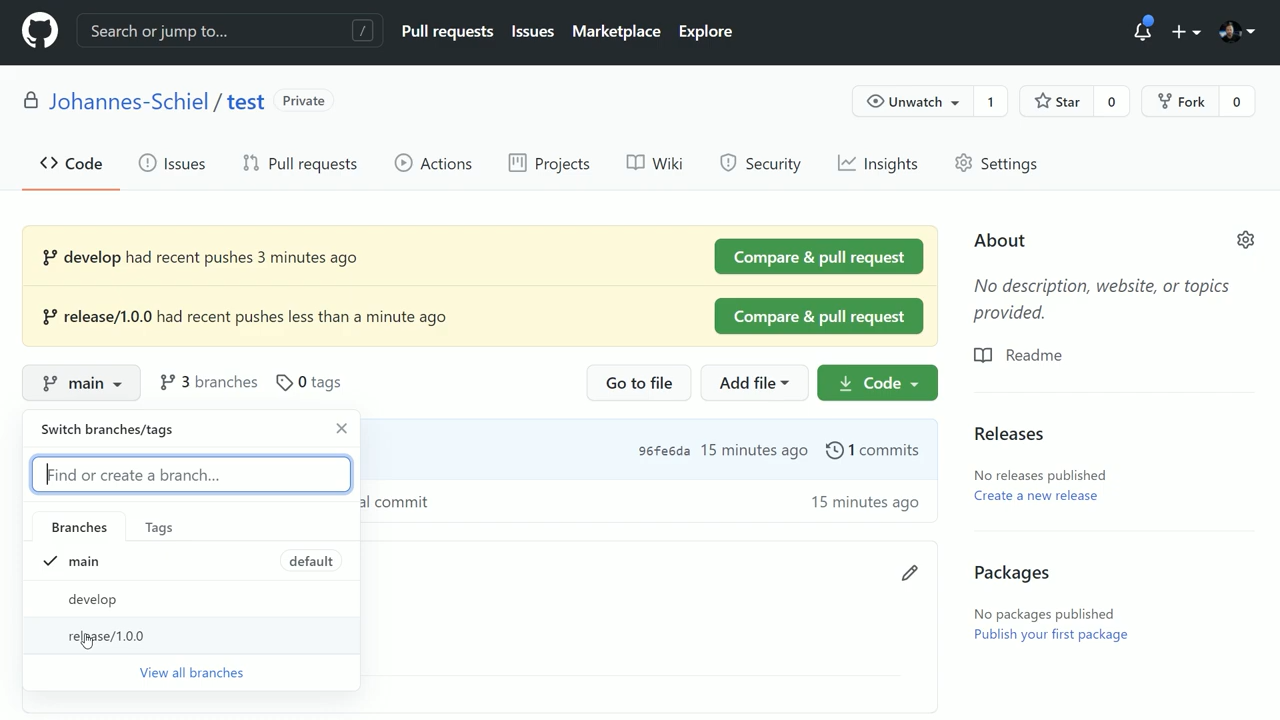 Search or jump to... /
Pull requests Issues Marketplace Explore
Johannes-Schiel / test Private
Unwatch 1 Star 0 Fork 0
Code Issues Pull requests Actions Projects Wiki Security Insights Settings
develop had recent pushes 3 minutes ago Compare & pull request
release/1.0.0 had recent pushes less than a minute ago Compare & pull request
main 3 branches 0 tags Go to file Add file Code
Switch branches/tags
Find or create a branch...
Branches Tags
main default
develop
release/1.0.0
View all branches
96fe6da 15 minutes ago 1 commits
al commit 15 minutes ago
About
No description, website, or topics
provided.
Readme
Releases
No releases published
Create a new release
Packages
No packages published
Publish your first package